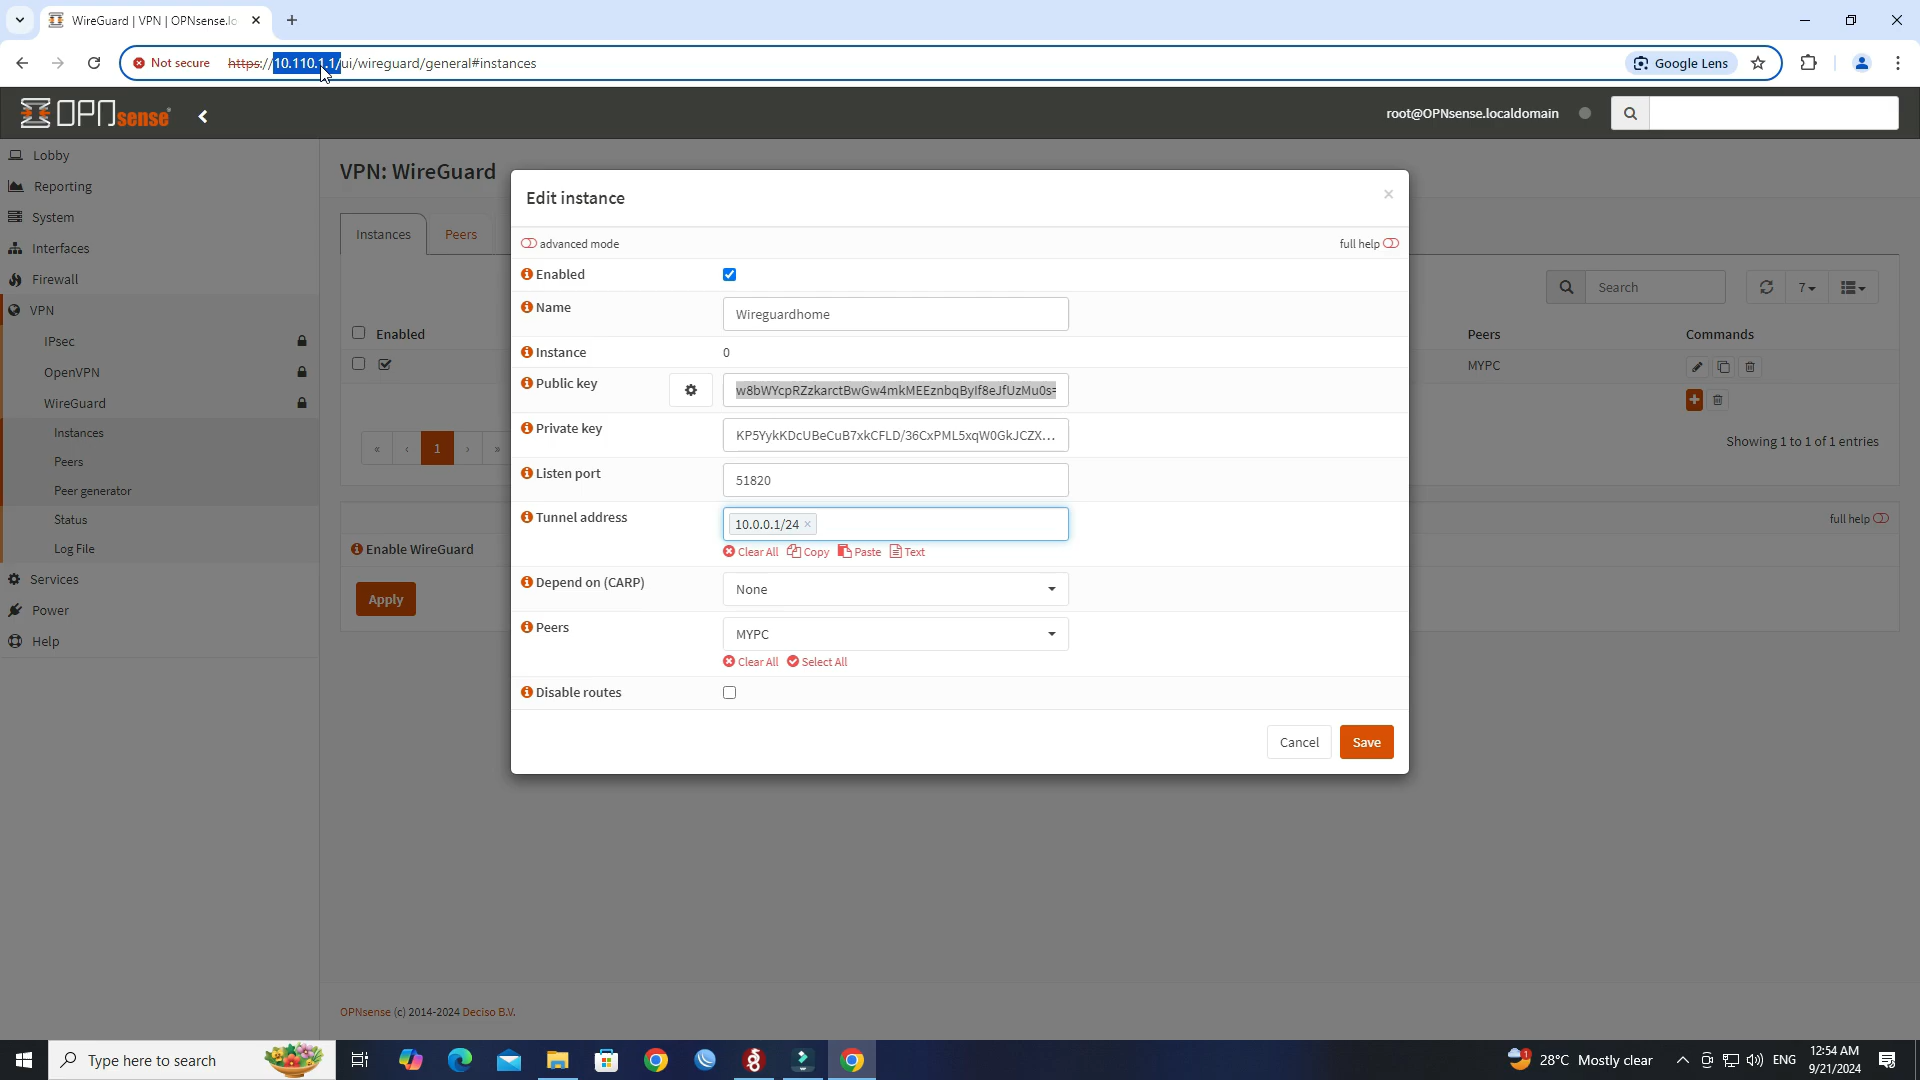 WireGuard | VPN | OPNsense.lo
Not secure https://10.110.1.1/ui/wireguard/general#instances
Google Lens
OPNsense
root@OPNsense.localdomain
Lobby
Reporting
System
Interfaces
Firewall
VPN
IPsec
OpenVPN
WireGuard
Instances
Peers
Peer generator
Status
Log File
Services
Power
Help
VPN: WireGuard
Instances Peers
Search
7
Enabled
Peers Commands
MYPC
« ‹ 1 › »
Showing 1 to 1 of 1 entries
full help
Enable WireGuard
Apply
Edit instance ×
advanced mode full help
Enabled
Name Wireguardhome
Instance 0
Public key w8bWYcpRZzkarctBwGw4mkMEEznbqByIf8eJfUzMu0s=
Private key KP5YykKDcUBeCuB7xkCFLD/36CxPML5xqW0GkJCZX...
Listen port 51820
Tunnel address 10.0.0.1/24 ×
Clear All Copy Paste Text
Depend on (CARP) None
Peers MYPC
Clear All Select All
Disable routes
Cancel Save
OPNsense (c) 2014-2024 Deciso B.V.
Type here to search
1
28°C Mostly clear
ENG
12:54 AM
9/21/2024